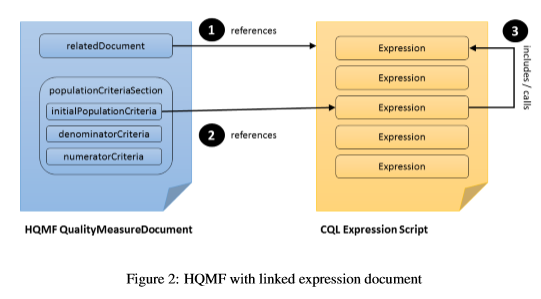 1 references
3
relatedDocument
Expression
Expression
populationCriteriaSection
initialPopulationCriteria
Expression
includes / calls
2 references
denominatorCriteria
Expression
numeratorCriteria
Expression
HQMF QualityMeasureDocument
CQL Expression Script
Figure 2: HQMF with linked expression document